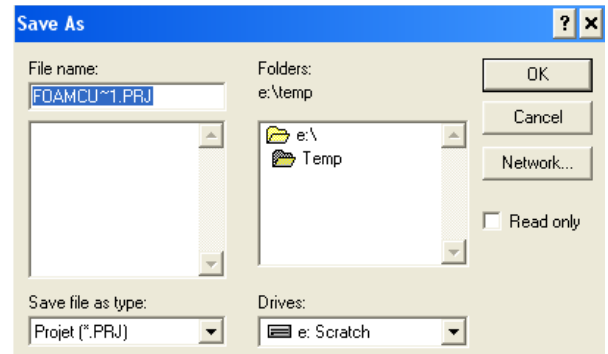 Save As
File name:
FOAMCU~1.PRJ
Folders:
e:\temp
e:\
Temp
OK
Cancel
Network...
Read only
Save file as type:
Projet (*.PRJ)
Drives:
e: Scratch